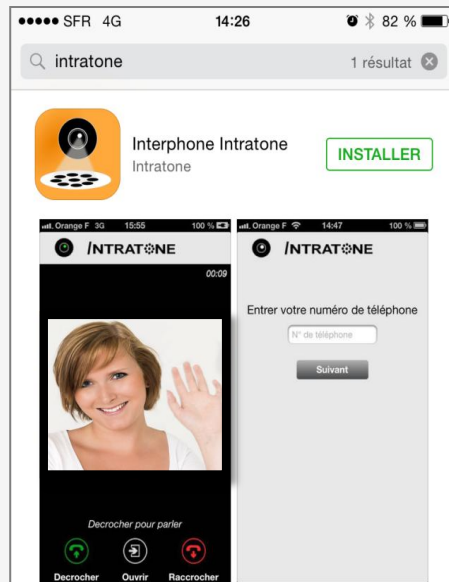 SFR 4G 14:26 82 %
intratone 1 résultat
Interphone Intratone
Intratone
INSTALLER
Orange F 3G 15:55 100 %
INTRATONE
00:09
Decrocher pour parler
Decrocher Ouvrir Raccrocher
Orange F 14:47 100 %
INTRATONE
Entrer votre numéro de téléphone
N° de téléphone
Suivant